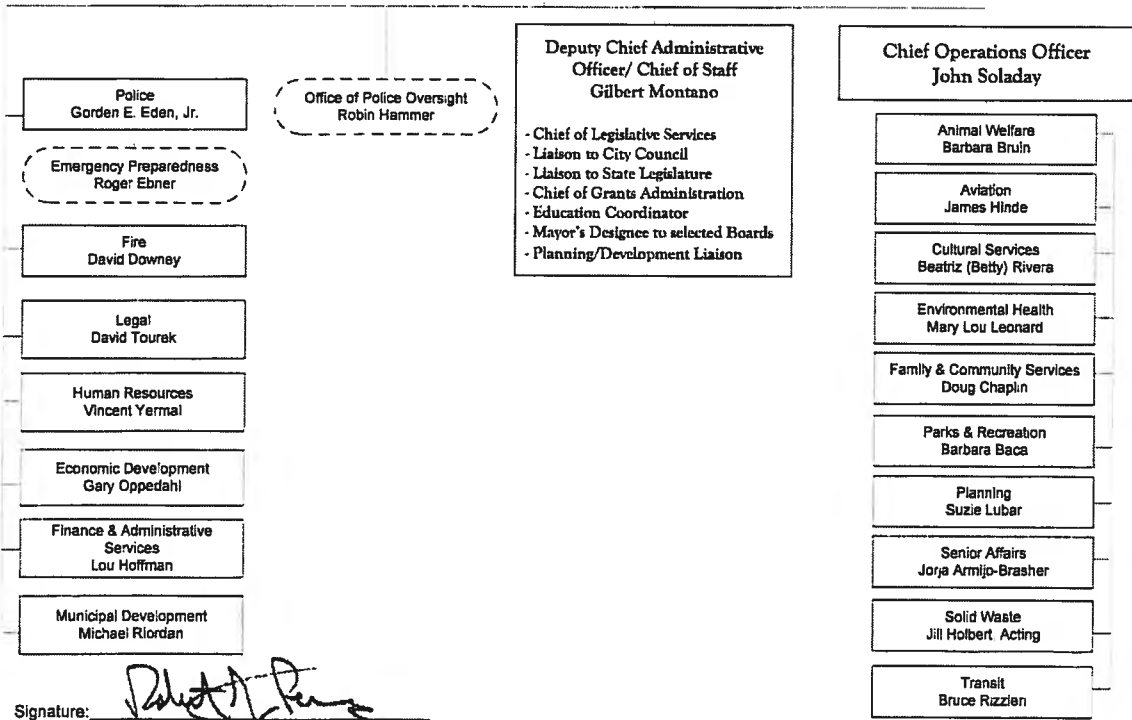 Police
Gorden E. Eden, Jr.
Emergency Preparedness
Roger Ebner
Fire
David Downey
Legal
David Tourek
Human Resources
Vincent Yermal
Economic Development
Gary Oppedahl
Finance & Administrative
Services
Lou Hoffman
Municipal Development
Michael Riordan
Office of Police Oversight
Robin Hammer
Deputy Chief Administrative
Officer/ Chief of Staff
Gilbert Montano
- Chief of Legislative Services
- Liaison to City Council
- Liaison to State Legislature
- Chief of Grants Administration
- Education Coordinator
- Mayor's Designee to selected Boards
- Planning/Development Liaison
Chief Operations Officer
John Soladay
Animal Welfare
Barbara Bruin
Aviation
James Hinde
Cultural Services
Beatriz (Betty) Rivera
Environmental Health
Mary Lou Leonard
Family & Community Services
Doug Chaplin
Parks & Recreation
Barbara Baca
Planning
Suzie Lubar
Senior Affairs
Jorja Armijo-Brasher
Solid Waste
Jill Holbert Acting
Transit
Bruce Rizzieri
Signature: